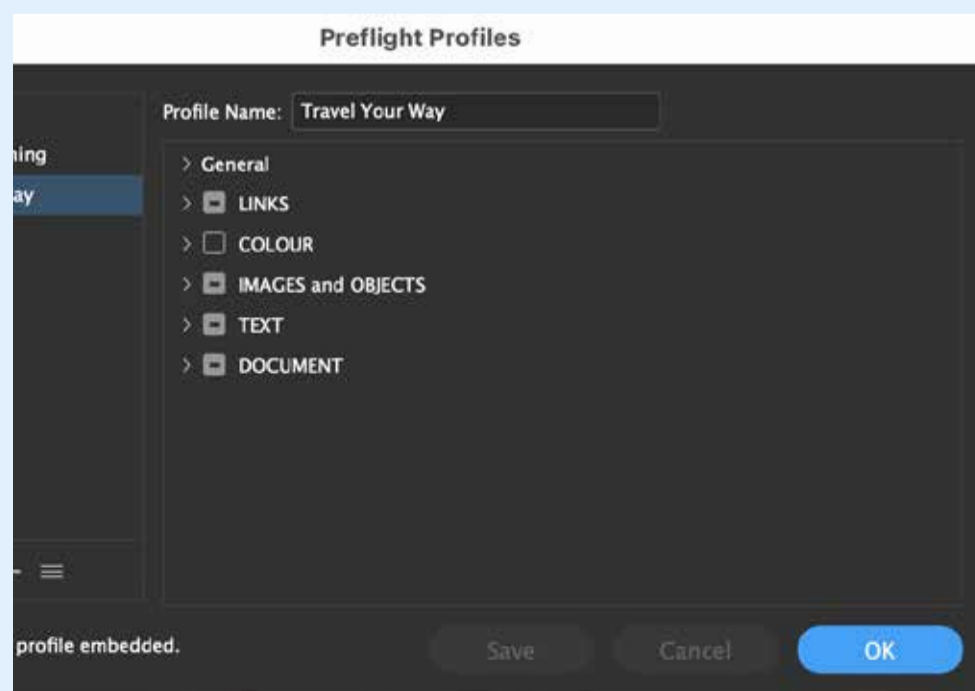 Preflight Profiles
Profile Name: Travel Your Way
ning
General
ay
LINKS
COLOUR
IMAGES and OBJECTS
TEXT
DOCUMENT
profile embedded.
Save
Cancel
OK